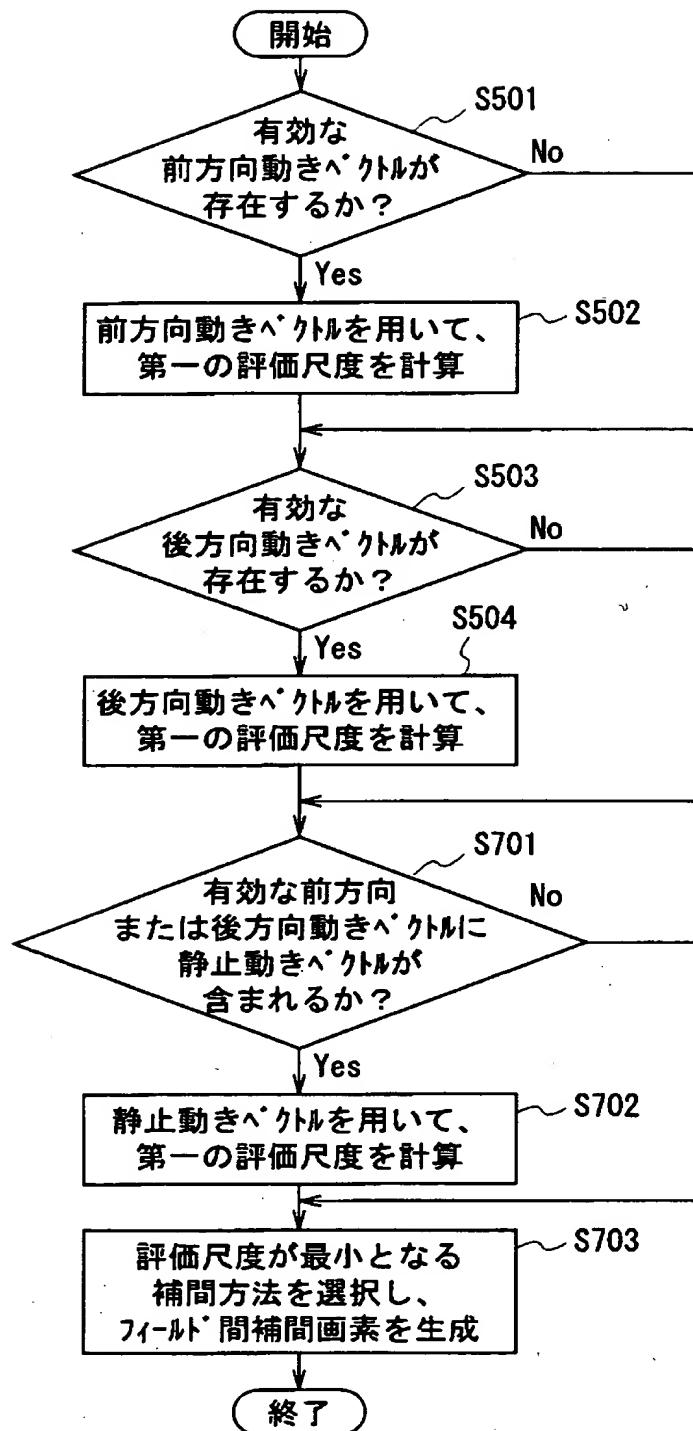 開始
S501
有効な
前方向動きベクトルが
存在するか?
No
Yes
S502
前方向動きベクトルを用いて、
第一の評価尺度を計算
S503
有効な
後方向動きベクトルが
存在するか?
No
Yes
S504
後方向動きベクトルを用いて、
第一の評価尺度を計算
S701
有効な前方向
または後方向動きベクトルに
静止動きベクトルが
含まれるか?
No
Yes
S702
静止動きベクトルを用いて、
第一の評価尺度を計算
S703
評価尺度が最小となる
補間方法を選択し、
フィールド間補間画素を生成
終了